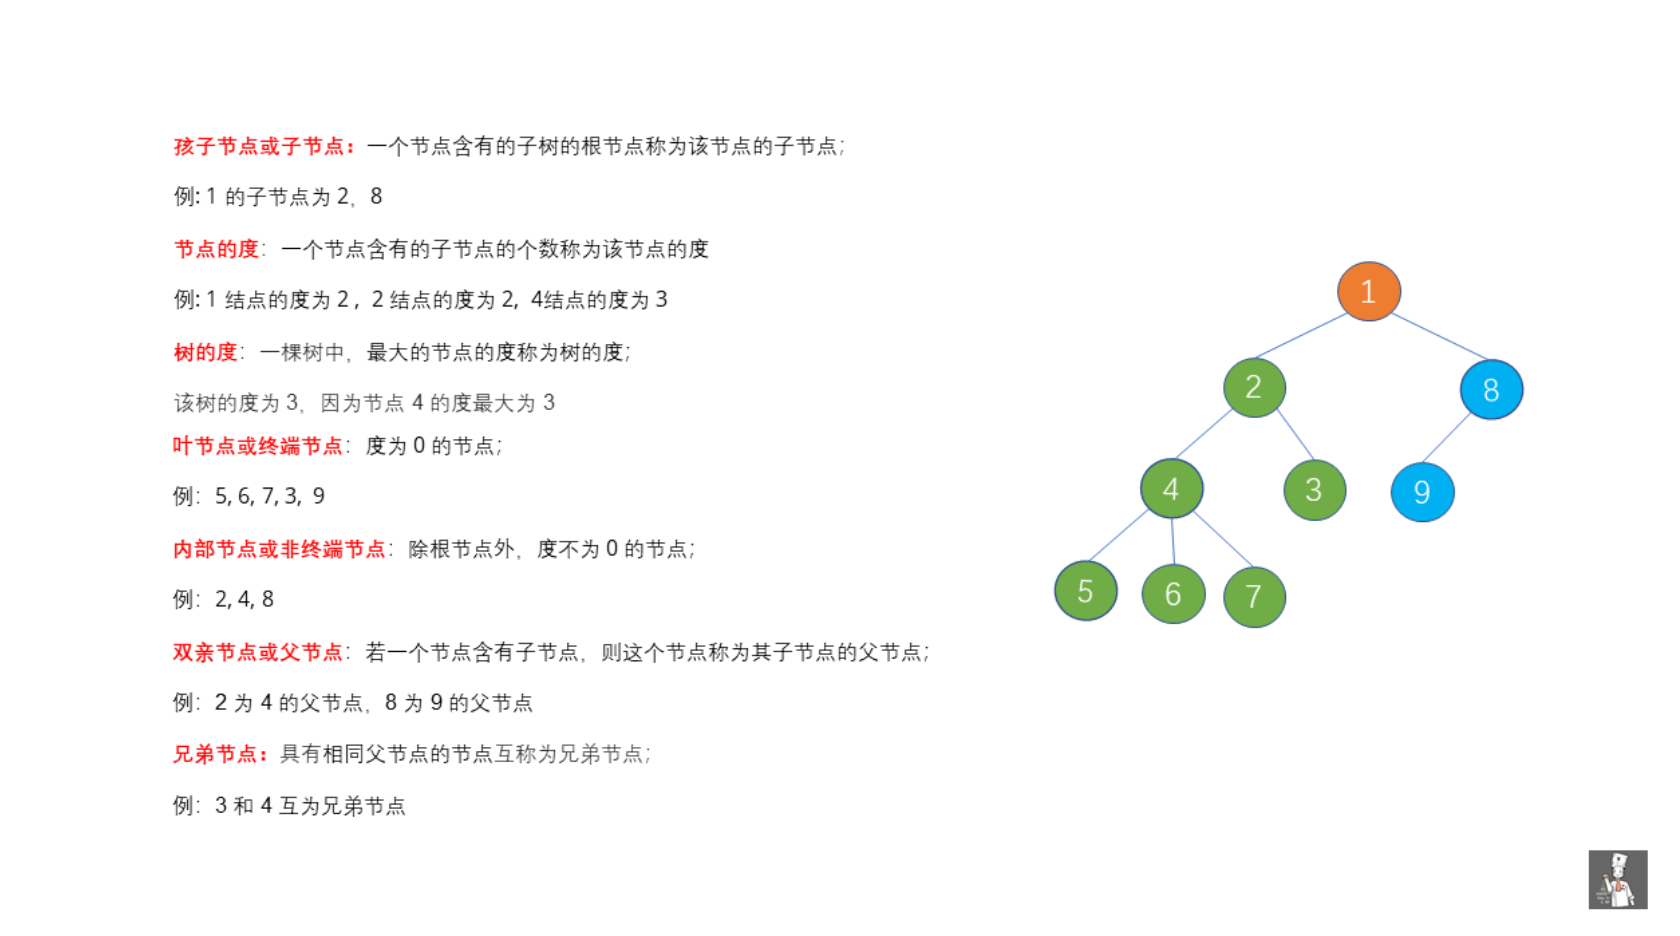 孩子节点或子节点：一个节点含有的子树的根节点称为该节点的子节点；
例: 1 的子节点为 2，8
节点的度：一个节点含有的子节点的个数称为该节点的度
例: 1 结点的度为 2 , 2 结点的度为 2, 4结点的度为 3
树的度：一棵树中，最大的节点的度称为树的度；
该树的度为 3，因为节点 4 的度最大为 3
叶节点或终端节点：度为 0 的节点；
例：5, 6, 7, 3, 9
内部节点或非终端节点：除根节点外，度不为 0 的节点；
例：2, 4, 8
双亲节点或父节点：若一个节点含有子节点，则这个节点称为其子节点的父节点；
例：2 为 4 的父节点，8 为 9 的父节点
兄弟节点：具有相同父节点的节点互称为兄弟节点；
例：3 和 4 互为兄弟节点
1
2
8
4
3
9
5
6
7